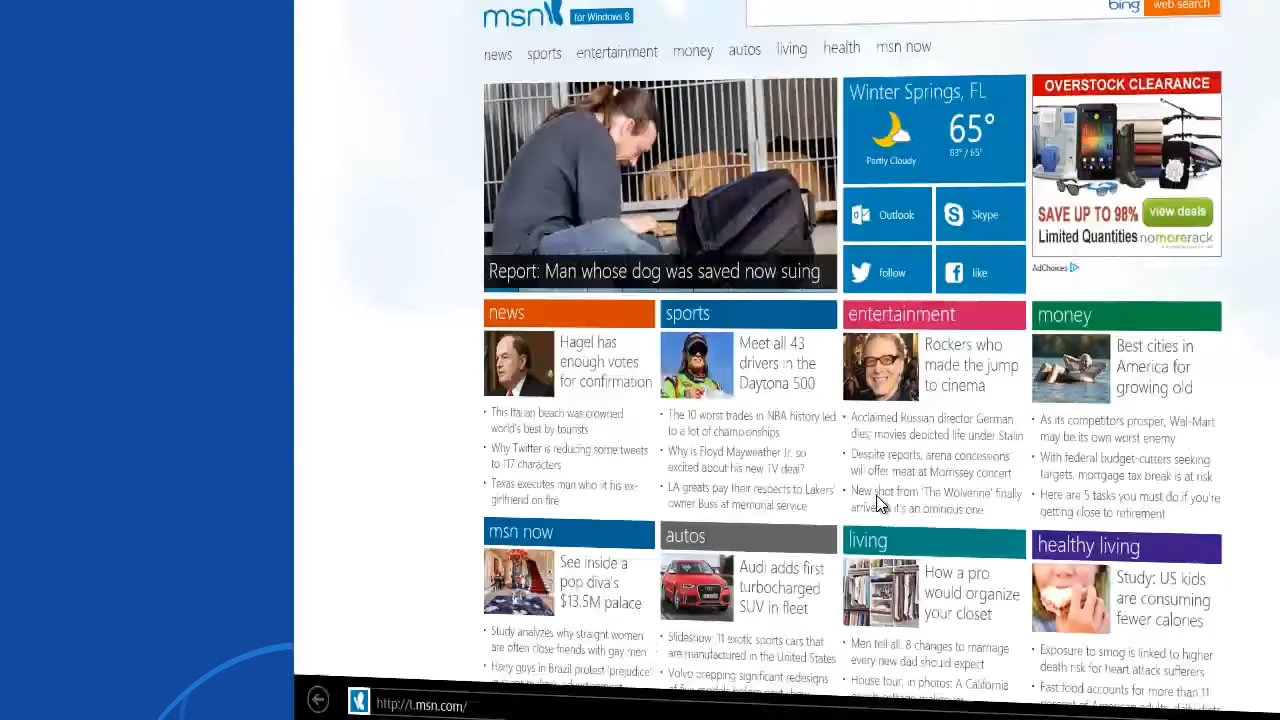 msn for Windows 8
bing web search
news sports entertainment money autos living health msn now
Report: Man whose dog was saved now suing
Winter Springs, FL
65°
83° / 65°
Partly Cloudy
Outlook
Skype
follow
like
OVERSTOCK CLEARANCE
SAVE UP TO 98%
view deals
Limited Quantities nomorerack
AdChoices
news
Hagel has
enough votes
for confirmation
This Italian beach was crowned
world's best by tourists
Why Twitter is reducing some tweets
to 117 characters
Texas executes man who lit his ex-
girlfriend on fire
sports
Meet all 43
drivers in the
Daytona 500
The 10 worst trades in NBA history led
to a lot of championships
Why is Floyd Mayweather Jr. so
excited about his new TV deal?
LA greats pay their respects to Lakers'
owner Buss at memorial service
entertainment
Rockers who
made the jump
to cinema
Acclaimed Russian director German
dies; movies depicted life under Stalin
Despite reports, arena concessions
will offer meat at Morrissey concert
New shot from 'The Wolverine' finally
it's an ominous one
money
Best cities in
America for
growing old
As its competitors prosper, Wal-Mart
may be its own worst enemy
With federal budget-cutters seeking
targets, mortgage tax break is at risk
Here are 5 tasks you must do if you're
getting close to retirement
msn now
See inside a
pop diva's
$13.5M palace
Study analyzes why straight women
are often close friends with gay men
Hairy guys in Brazil protest 'prejudice'
autos
Audi adds first
turbocharged
SUV in fleet
Slideshow: 11 exotic sports cars that
are manufactured in the United States
Volvo prepping significant redesigns
living
How a pro
would organize
your closet
Men tell all: 8 changes to marriage
every new dad should expect
House tour, in photos: A California
healthy living
Study: US kids
are consuming
fewer calories
Exposure to smog is linked to higher
death risk for heart attack sufferers
Fast food accounts for more than 11
http://t.msn.com/